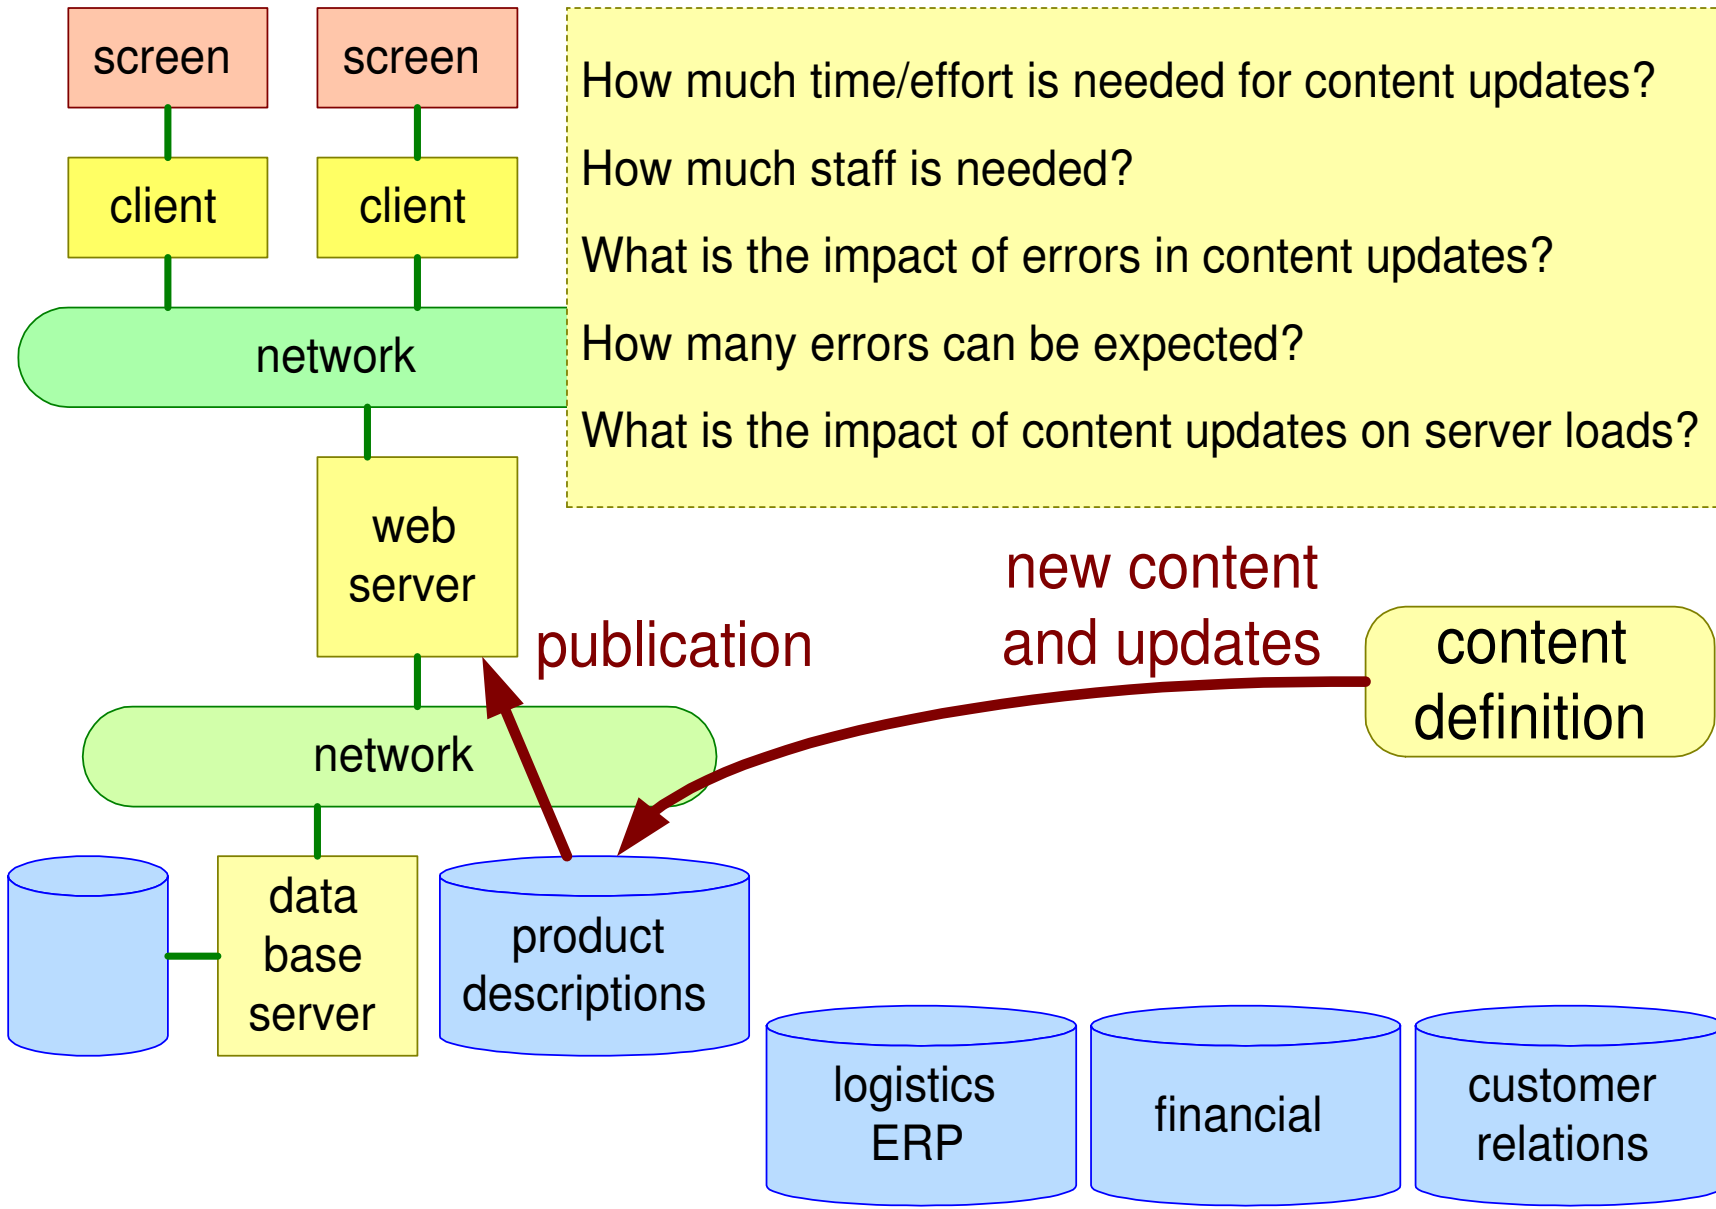 screen
screen
How much time/effort is needed for content updates?
How much staff is needed?
What is the impact of errors in content updates?
How many errors can be expected?
What is the impact of content updates on server loads?
client
client
network
web
server
publication
new content
and updates
content
definition
network
data
base
server
product
descriptions
logistics
ERP
financial
customer
relations